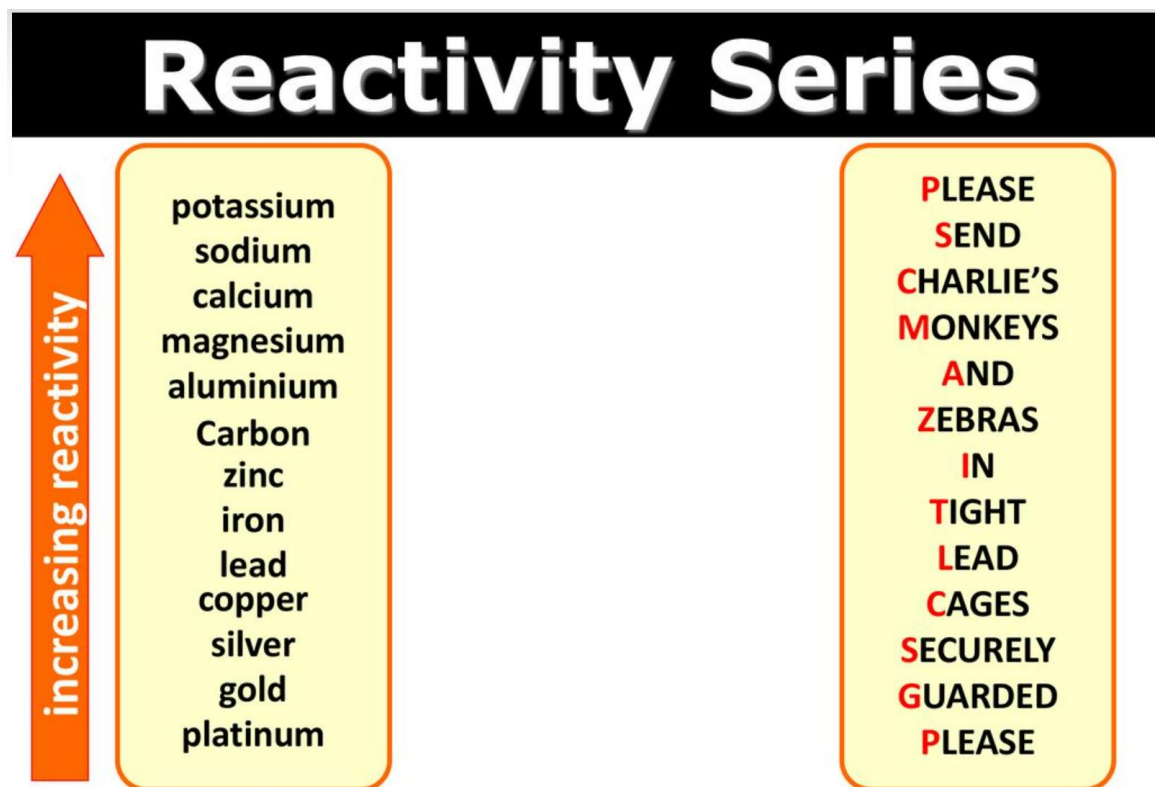 Reactivity Series
increasing reactivity
potassium
sodium
calcium
magnesium
aluminium
Carbon
zinc
iron
lead
copper
silver
gold
platinum
PLEASE
SEND
CHARLIE’S
MONKEYS
AND
ZEBRAS
IN
TIGHT
LEAD
CAGES
SECURELY
GUARDED
PLEASE